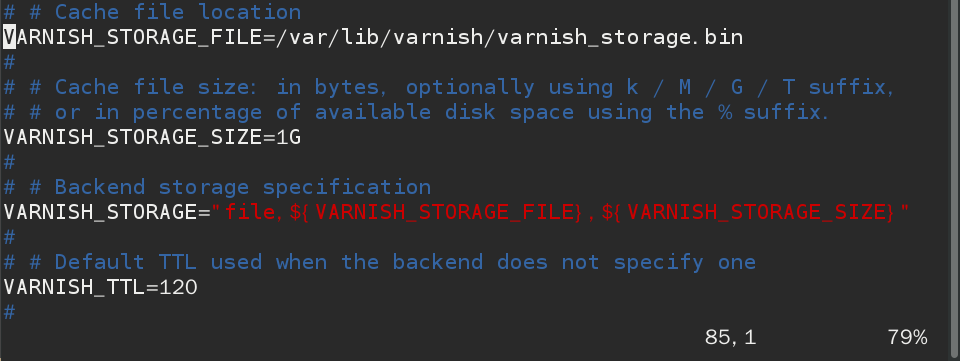 # # Cache file location
VARNISH_STORAGE_FILE=/var/lib/varnish/varnish_storage.bin
#
# # Cache file size: in bytes, optionally using k / M / G / T suffix,
# # or in percentage of available disk space using the % suffix.
VARNISH_STORAGE_SIZE=1G
#
# # Backend storage specification
VARNISH_STORAGE="file,${VARNISH_STORAGE_FILE},${VARNISH_STORAGE_SIZE}"
#
# # Default TTL used when the backend does not specify one
VARNISH_TTL=120
#
85,1 79%